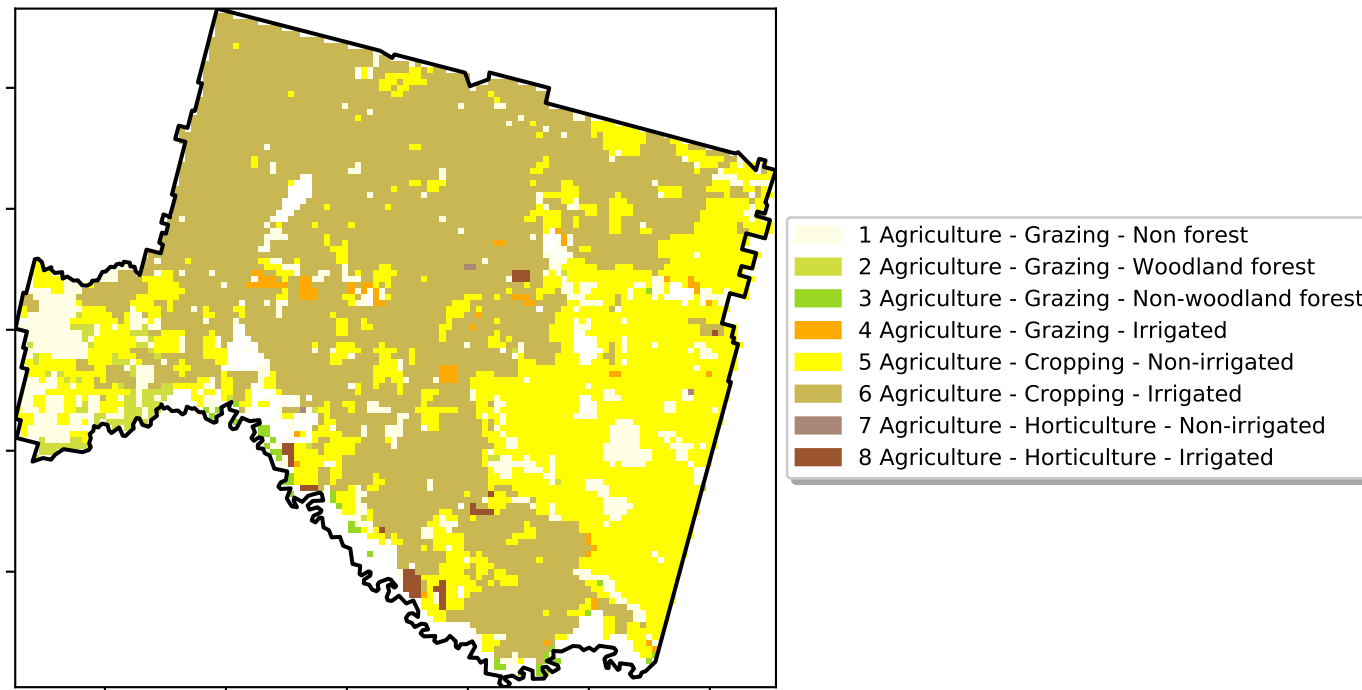 1 Agriculture - Grazing - Non forest
2 Agriculture - Grazing - Woodland forest
3 Agriculture - Grazing - Non-woodland forest
4 Agriculture - Grazing - Irrigated
5 Agriculture - Cropping - Non-irrigated
6 Agriculture - Cropping - Irrigated
7 Agriculture - Horticulture - Non-irrigated
8 Agriculture - Horticulture - Irrigated